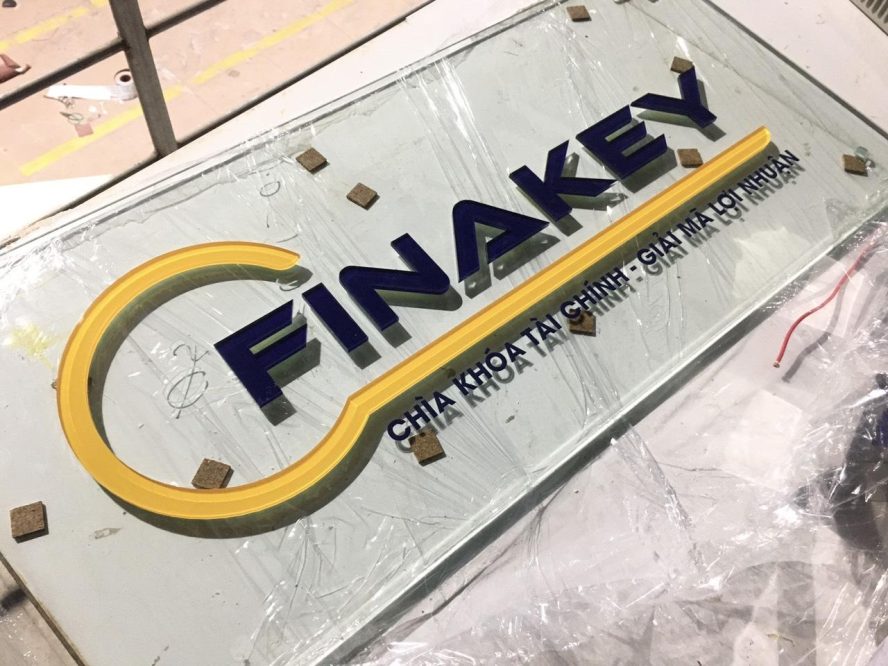 FINAKEY
CHÌA KHÓA TÀI CHÍNH - GIẢI MÃ LỢI NHUẬN